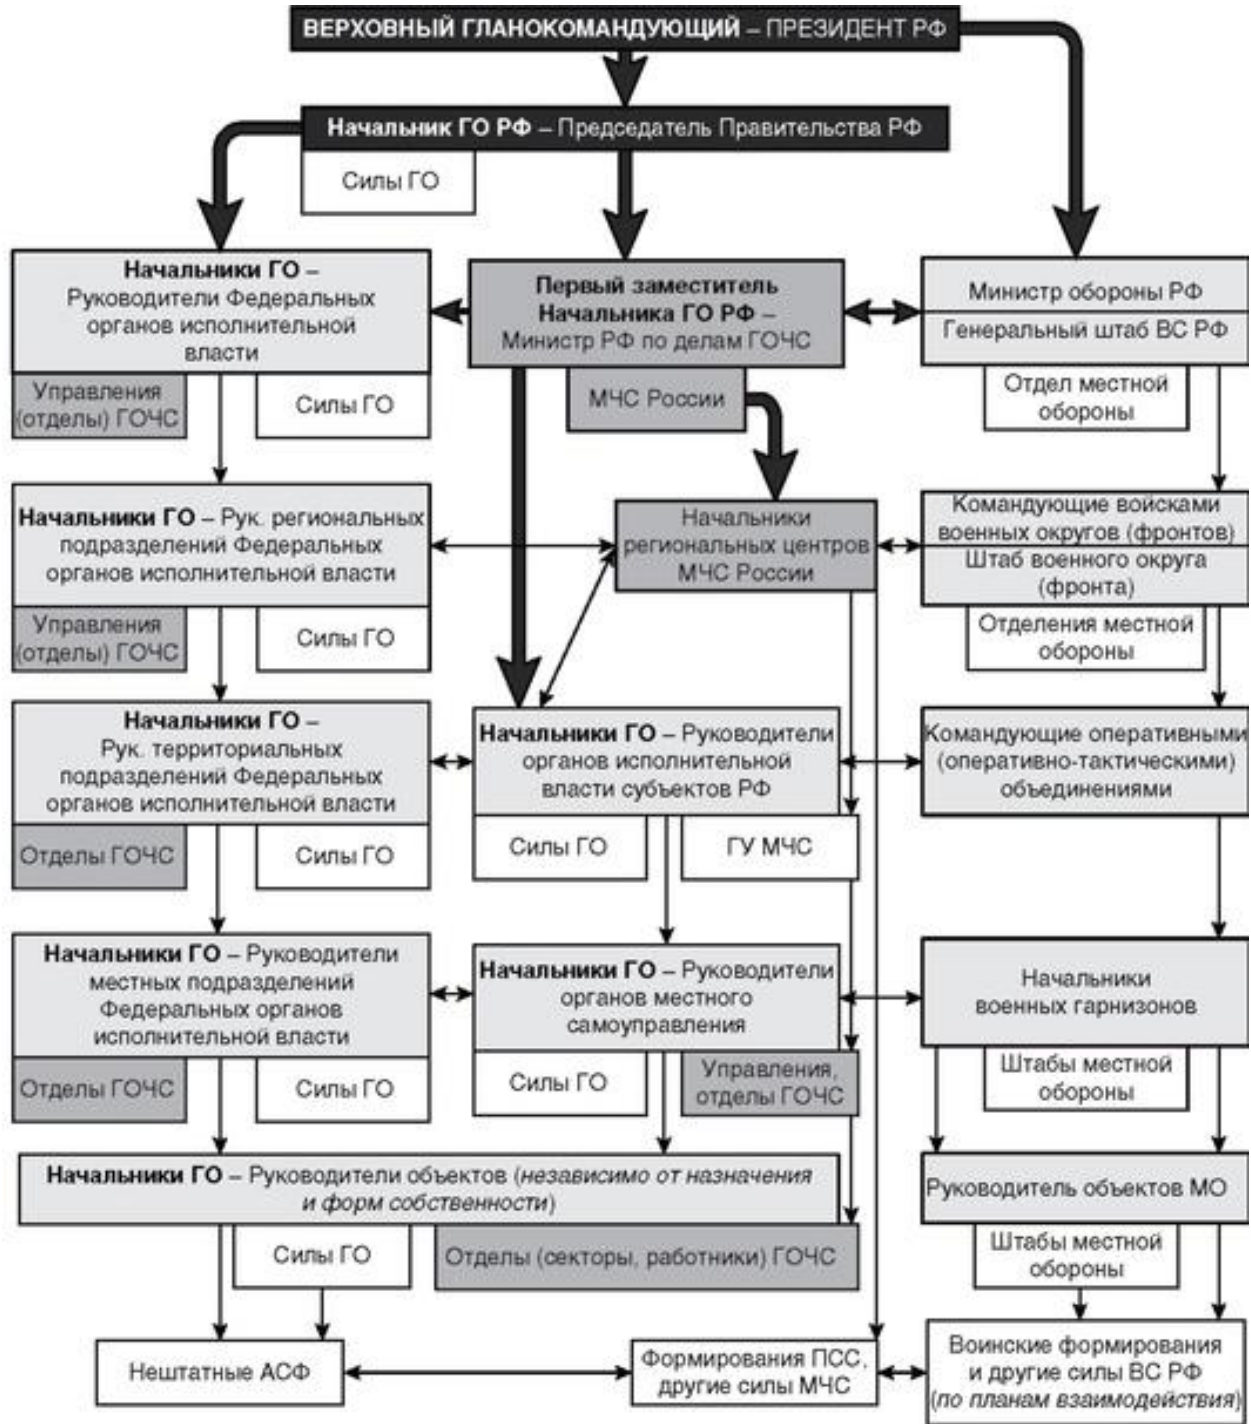 ВЕРХОВНЫЙ ГЛАНОКОМАНДУЮЩИЙ – ПРЕЗИДЕНТ РФ
Начальник ГО РФ – Председатель Правительства РФ
Силы ГО
Начальники ГО –
Руководители Федеральных
органов исполнительной
власти
Управления
(отделы) ГОЧС
Силы ГО
Первый заместитель
Начальника ГО РФ –
Министр РФ по делам ГОЧС
МЧС России
Министр обороны РФ
Генеральный штаб ВС РФ
Отдел местной
обороны
Начальники ГО – Рук. региональных
подразделений Федеральных
органов исполнительной власти
Управления
(отделы) ГОЧС
Силы ГО
Начальники
региональных центров
МЧС России
Командующие войсками
военных округов (фронтов)
Штаб военного округа
(фронта)
Отделения местной
обороны
Начальники ГО –
Рук. территориальных
подразделений Федеральных
органов исполнительной власти
Отделы ГОЧС
Силы ГО
Начальники ГО – Руководители
органов исполнительной
власти субъектов РФ
Силы ГО
ГУ МЧС
Командующие оперативными
(оперативно-тактическими)
объединениями
Начальники ГО – Руководители
местных подразделений
Федеральных органов
исполнительной власти
Отделы ГОЧС
Силы ГО
Начальники ГО – Руководители
органов местного
самоуправления
Силы ГО
Управления,
отделы ГОЧС
Начальники
военных гарнизонов
Штабы местной
обороны
Начальники ГО – Руководители объектов (независимо от назначения
и форм собственности)
Силы ГО
Отделы (секторы, работники) ГОЧС
Руководитель объектов МО
Штабы местной
обороны
Нештатные АСФ
Формирования ПСС,
другие силы МЧС
Воинские формирования
и другие силы ВС РФ
(по планам взаимодействия)